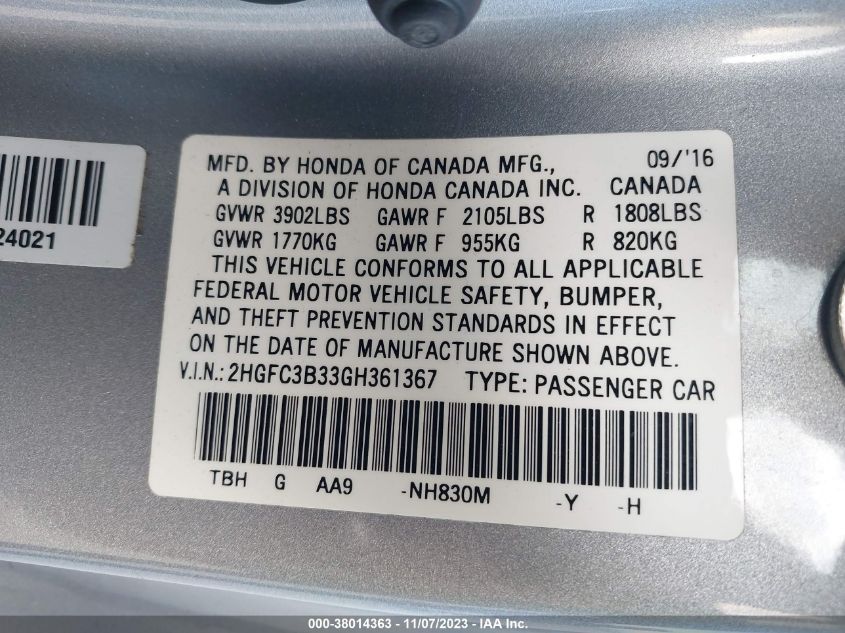 MFD. BY HONDA OF CANADA MFG., 09/'16
A DIVISION OF HONDA CANADA INC. CANADA
GVWR 3902LBS GAWR F 2105LBS R 1808LBS
GVWR 1770KG GAWR F 955KG R 820KG
THIS VEHICLE CONFORMS TO ALL APPLICABLE
FEDERAL MOTOR VEHICLE SAFETY, BUMPER,
AND THEFT PREVENTION STANDARDS IN EFFECT
ON THE DATE OF MANUFACTURE SHOWN ABOVE.
V.I.N.: 2HGFC3B33GH361367 TYPE: PASSENGER CAR
TBH G AA9 -NH830M -Y -H
24021
000-38014363 - 11/07/2023 - IAA Inc.